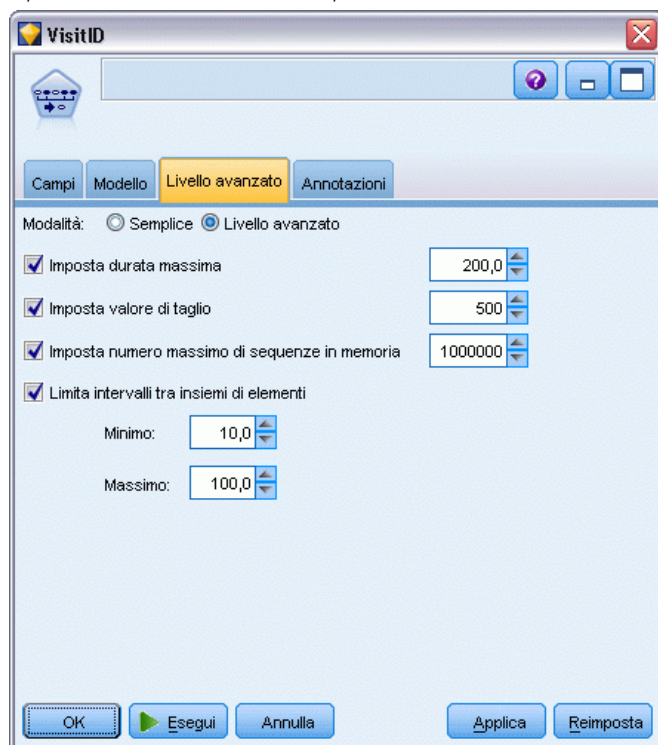 VisitID
Campi Modello Livello avanzato Annotazioni
Modalità: Semplice Livello avanzato
Imposta durata massima 200,0
Imposta valore di taglio 500
Imposta numero massimo di sequenze in memoria 1000000
Limita intervalli tra insiemi di elementi
Minimo: 10,0
Massimo: 100,0
OK Esegui Annulla Applica Reimposta